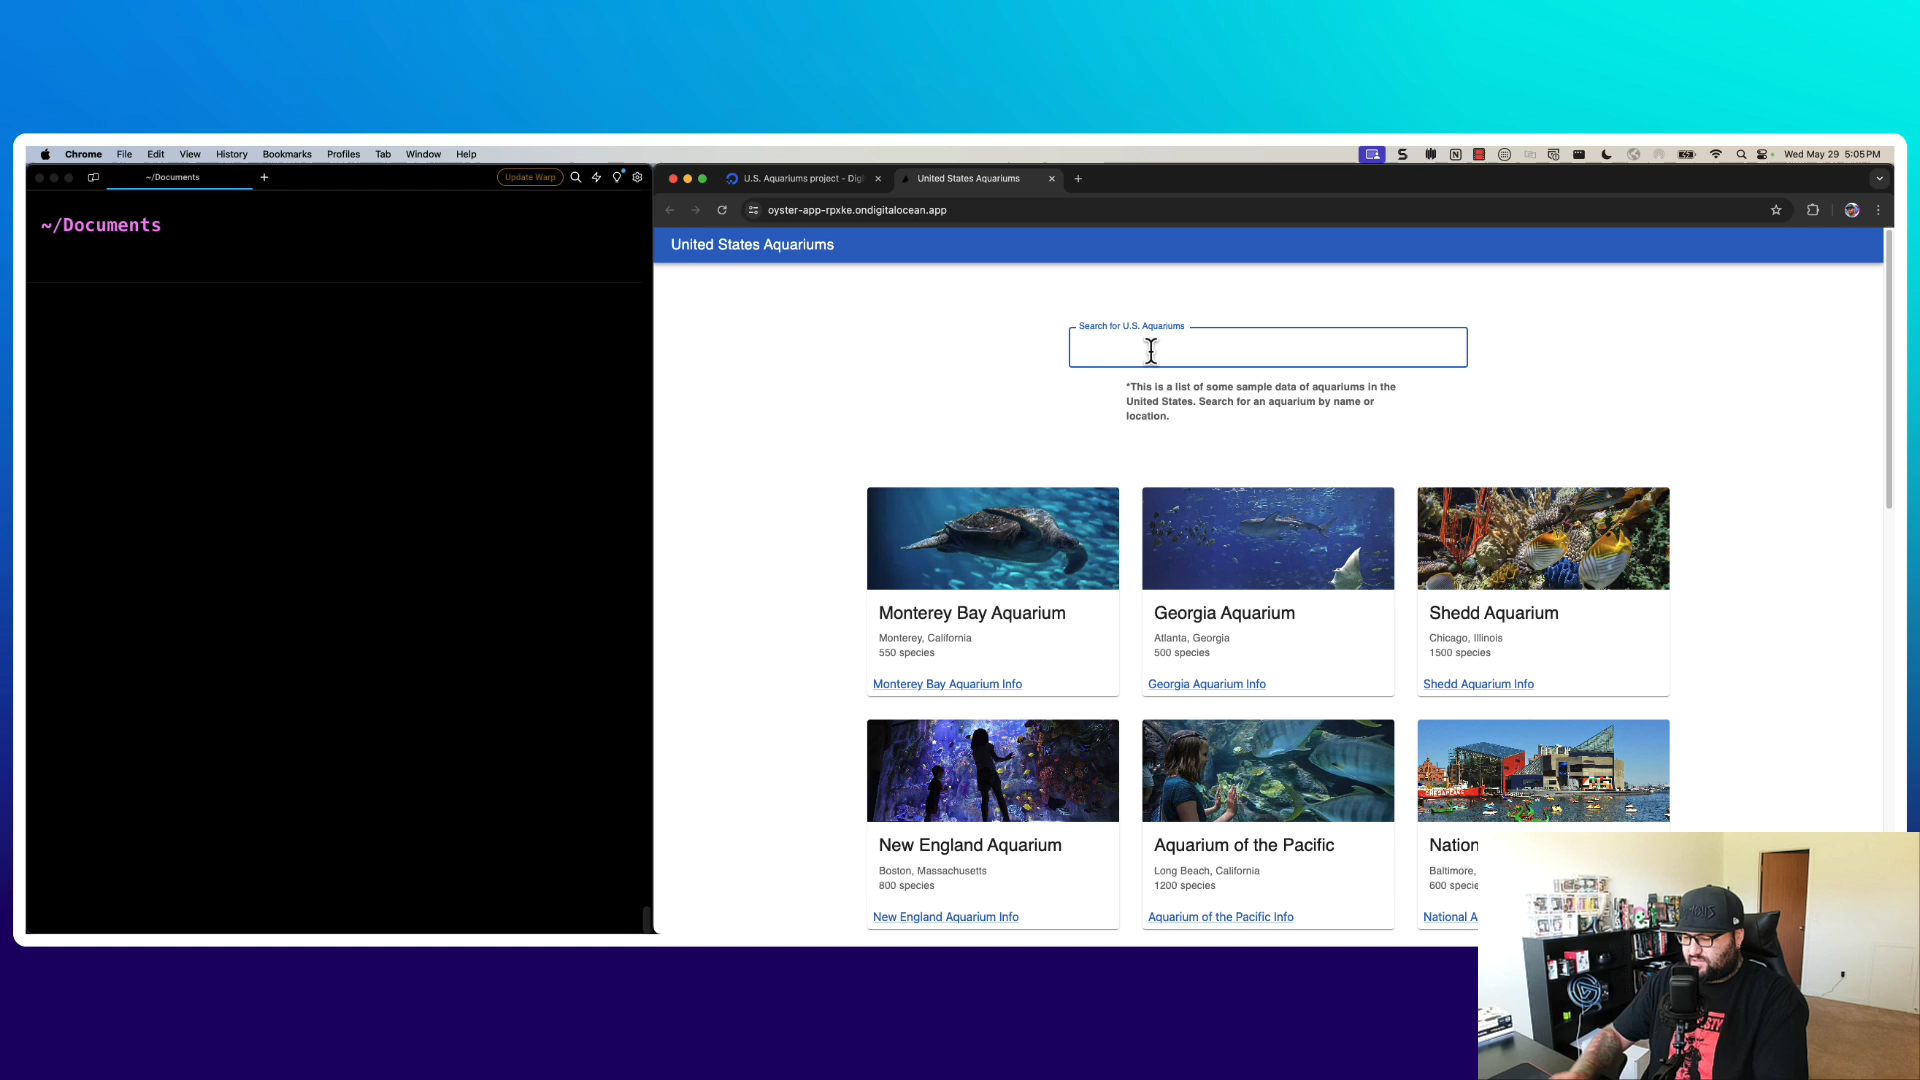 Chrome File Edit View History Bookmarks Profiles Tab Window Help
Wed May 29 5:05 PM
~/Documents
Update Warp
~/Documents
U.S. Aquariums project - Digi
United States Aquariums
oyster-app-rpxke.ondigitalocean.app
United States Aquariums
Search for U.S. Aquariums
*This is a list of some sample data of aquariums in the
United States. Search for an aquarium by name or
location.
Monterey Bay Aquarium
Monterey, California
550 species
Monterey Bay Aquarium Info
Georgia Aquarium
Atlanta, Georgia
500 species
Georgia Aquarium Info
Shedd Aquarium
Chicago, Illinois
1500 species
Shedd Aquarium Info
New England Aquarium
Boston, Massachusetts
800 species
New England Aquarium Info
Aquarium of the Pacific
Long Beach, California
1200 species
Aquarium of the Pacific Info
CHESAPEAKE
Nation
Baltimore,
600 specie
National A